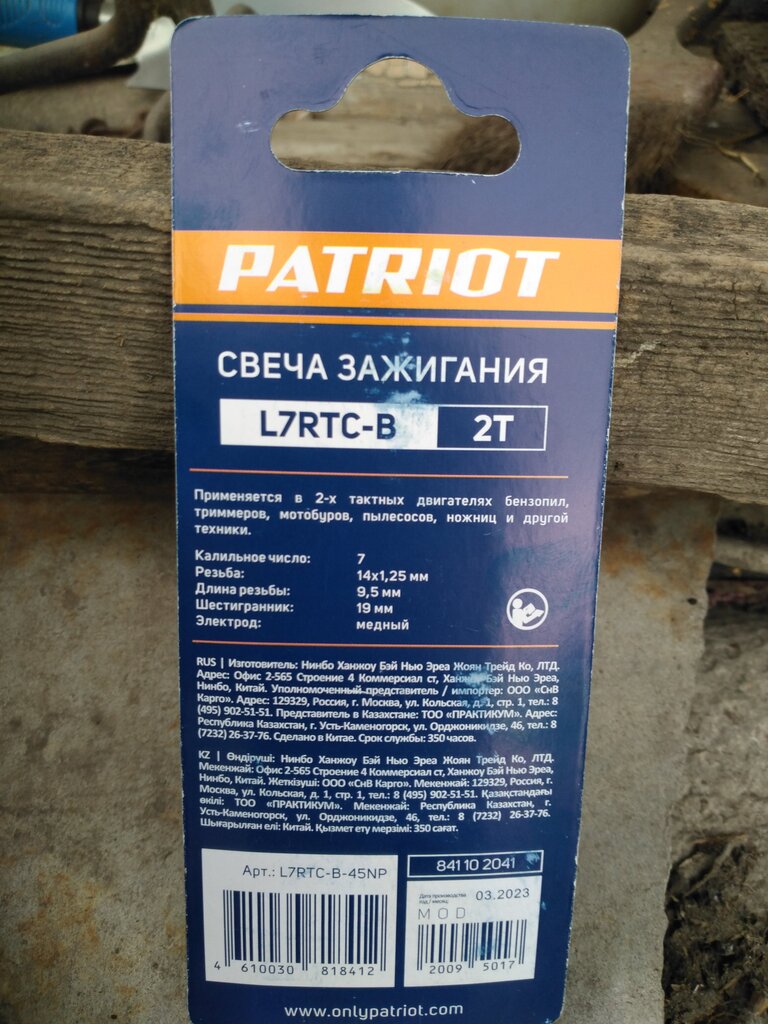 PATRIOT
СВЕЧА ЗАЖИГАНИЯ
L7RTC-B 2T
Применяется в 2-х тактных двигателях бензопил,
триммеров, мотобуров, пылесосов, ножниц и другой
техники.
Калильное число: 7
Резьба: 14x1,25 мм
Длина резьбы: 9,5 мм
Шестигранник: 19 мм
Электрод: медный
RUS | Изготовитель: Нинбо Ханжоу Бэй Нью Эреа Жоян Трейд Ко, ЛТД.
Адрес: Офис 2-565 Строение 4 Коммерсиал ст, Ханжоу Бэй Нью Эреа,
Нинбо, Китай. Уполномоченный представитель / импортер: ООО «СнВ
Карго». Адрес: 129329, Россия, г. Москва, ул. Кольская, д. 1, стр. 1, тел.: 8
(495) 902-51-51. Представитель в Казахстане: ТОО «ПРАКТИКУМ». Адрес:
Республика Казахстан, г. Усть-Каменогорск, ул. Орджоникидзе, 46, тел.: 8
(7232) 26-37-76. Сделано в Китае. Срок службы: 350 часов.
KZ | Өндіруші: Нинбо Ханжоу Бэй Нью Эреа Жоян Трейд Ко, ЛТД.
Мекенжай: Офис 2-565 Строение 4 Коммерсиал ст, Ханжоу Бэй Нью Эреа,
Нинбо, Китай. Жеткізуші: ООО «СнВ Карго». Мекенжай: 129329, Россия, г.
Москва, ул. Кольская, д. 1, стр. 1, тел.: 8 (495) 902-51-51. Қазақстандағы
өкілі: ТОО «ПРАКТИКУМ». Мекенжай: Республика Казахстан, г.
Усть-Каменогорск, ул. Орджоникидзе, 46, тел.: 8 (7232) 26-37-76.
Шығарылған елі: Китай. Қызмет ету мерзімі: 350 сағат.
Арт.: L7RTC-B-45NP
4 610030 818412
841 10 2041
Дата производства
год / месяц: 03.2023
MOD
2009 5017
www.onlypatriot.com